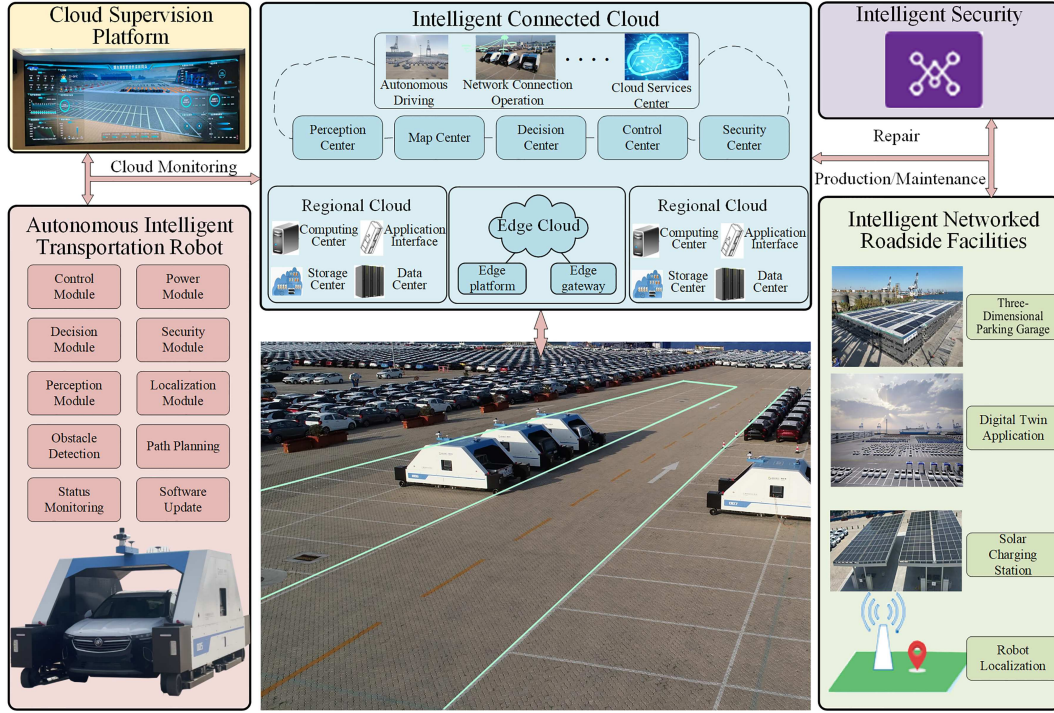 Cloud Supervision
Platform
Cloud Monitoring
Autonomous Intelligent
Transportation Robot
Control
Module
Power
Module
Decision
Module
Security
Module
Perception
Module
Localization
Module
Obstacle
Detection
Path Planning
Status
Monitoring
Software
Update
Intelligent Connected Cloud
Autonomous
Driving
Network Connection
Operation
Cloud Services
Center
Perception
Center
Map Center
Decision
Center
Control
Center
Security
Center
Regional Cloud
Computing
Center
Application
Interface
Storage
Center
Data
Center
Edge Cloud
Edge
platform
Edge
gateway
Regional Cloud
Computing
Center
Application
Interface
Storage
Center
Data
Center
Intelligent Security
Repair
Production/Maintenance
Intelligent Networked
Roadside Facilities
Three-
Dimensional
Parking Garage
Digital Twin
Application
Solar
Charging
Station
Robot
Localization